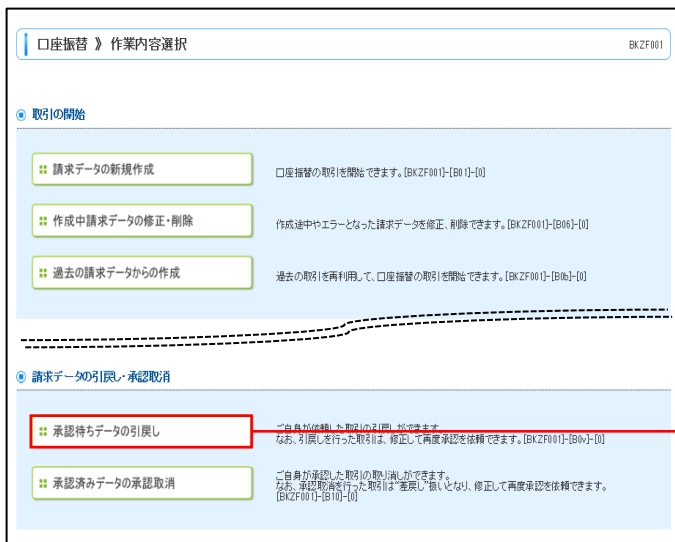 口座振替 》 作業内容選択
BKZF001
取引の開始
請求データの新規作成
口座振替の取引を開始できます。[BKZF001]-[B01]-[0]
作成中請求データの修正・削除
作成途中やエラーとなった請求データを修正、削除できます。[BKZF001]-[B06]-[0]
過去の請求データからの作成
過去の取引を再利用して、口座振替の取引を開始できます。[BKZF001]-[B0b]-[0]
請求データの引戻し・承認取消
承認待ちデータの引戻し
ご自身が依頼した取引の引戻しができます。
なお、引戻しを行った取引は、修正して再度承認を依頼できます。[BKZF001]-[B0v]-[0]
承認済みデータの承認取消
ご自身が承認した取引の取り消しができます。
なお、承認取消を行った取引は“差戻し”扱いとなり、修正して再度承認を依頼できます。
[BKZF001]-[B10]-[0]